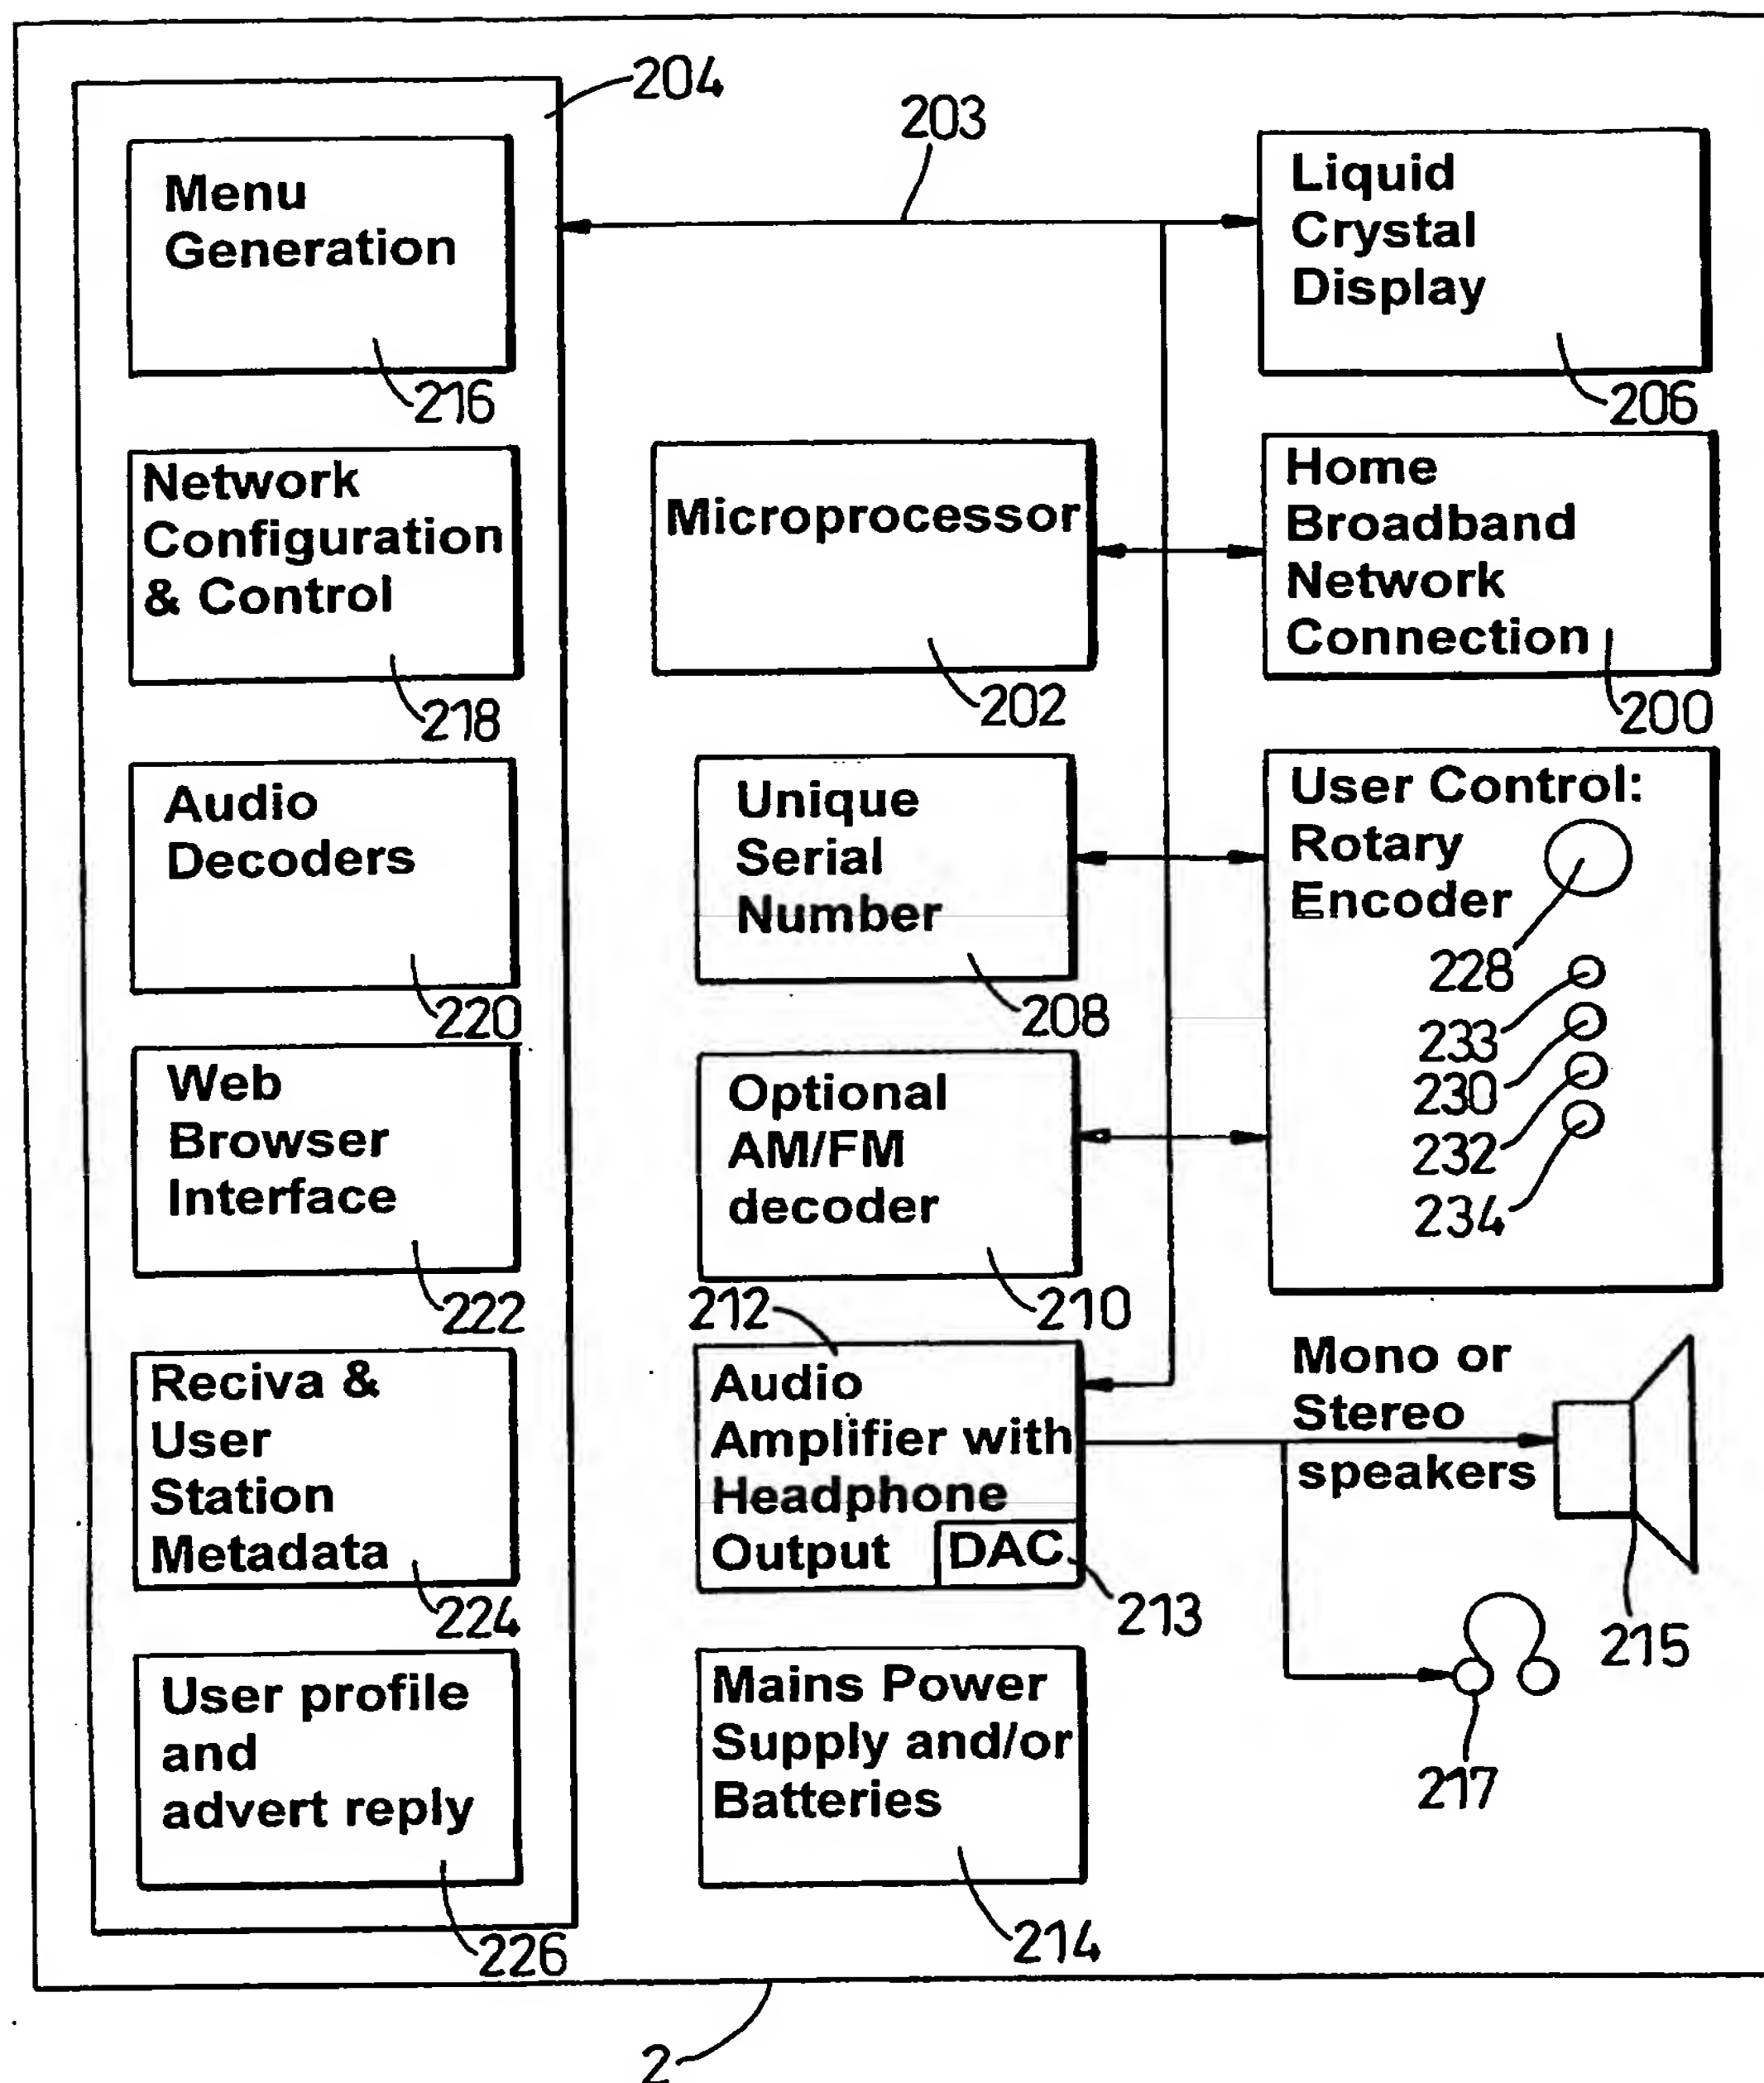 204
203
Menu
Generation
216
Liquid
Crystal
Display
206
Network
Configuration
& Control
218
Microprocessor
202
Home
Broadband
Network
Connection
200
Audio
Decoders
220
Unique
Serial
Number
208
User Control:
Rotary
Encoder
228
233
230
232
234
Web
Browser
Interface
222
Optional
AM/FM
decoder
210
212
Reciva &
User
Station
Metadata
224
Audio
Amplifier with
Headphone
Output
DAC
213
Mono or
Stereo
speakers
215
217
User profile
and
advert reply
226
Mains Power
Supply and/or
Batteries
214
2